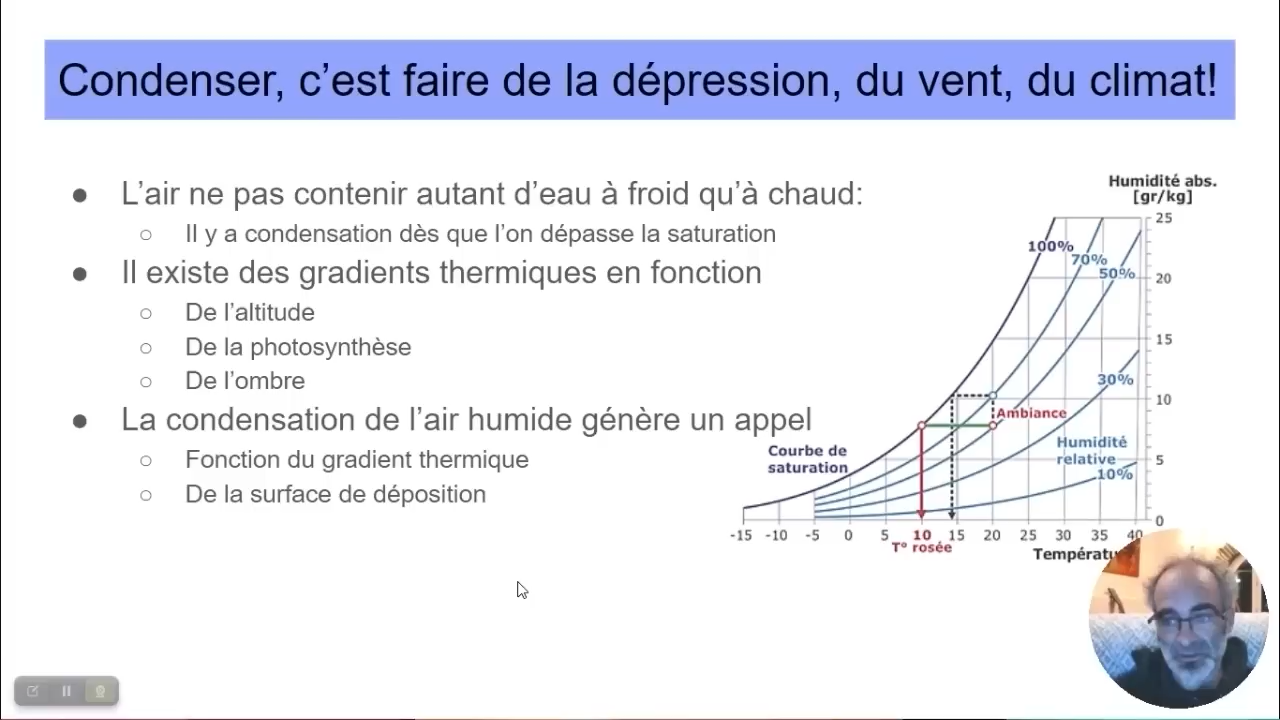 Condenser, c’est faire de la dépression, du vent, du climat!
● L’air ne pas contenir autant d’eau à froid qu’à chaud:
○ Il y a condensation dès que l’on dépasse la saturation
● Il existe des gradients thermiques en fonction
○ De l’altitude
○ De la photosynthèse
○ De l’ombre
● La condensation de l’air humide génère un appel
○ Fonction du gradient thermique
○ De la surface de déposition
Humidité abs.
[gr/kg]
25
100%
70%
50%
20
15
30%
10
Ambiance
Courbe de
saturation
Humidité
relative
5
10%
0
-15 -10 -5 0 5 10 15 20 25 30 35 40
T° rosée